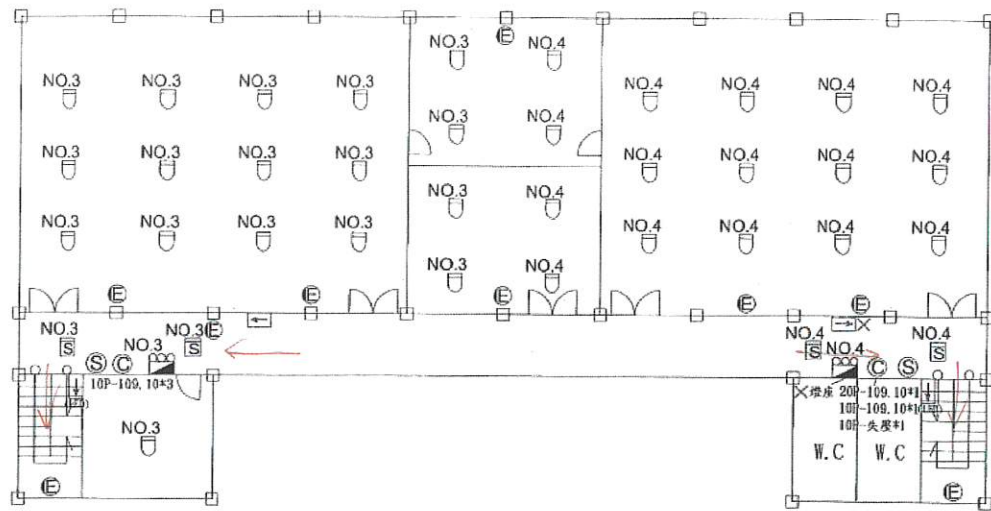 NO.3 NO.4
Ⓔ
NO.3 NO.3 NO.3 NO.3 NO.4 NO.4 NO.4 NO.4
NO.3 NO.4
NO.3 NO.3 NO.3 NO.3 NO.4 NO.4 NO.4 NO.4
NO.3 NO.4
NO.3 NO.3 NO.3 NO.3 NO.4 NO.4 NO.4 NO.4
NO.3 NO.4
Ⓔ Ⓔ Ⓔ Ⓔ Ⓔ
NO.3 NO.3 Ⓔ NO.4 NO.4
S NO.3 S S NO.4 S
Ⓢ Ⓒ Ⓒ Ⓢ
10P-109.10*3
燈座 20P-109.10*1
10P-109.10*1
10P-失壓*1
NO.3
W.C W.C
Ⓔ Ⓔ